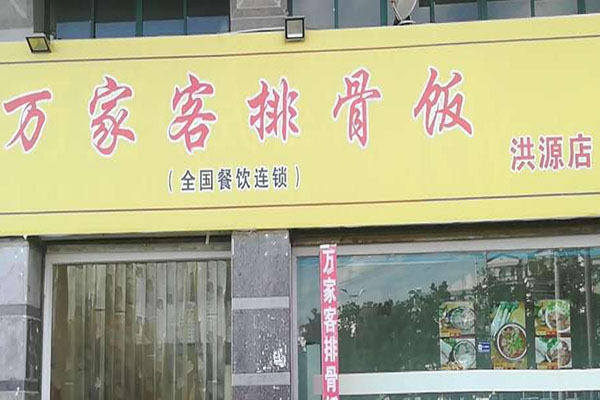 万家客排骨饭
（全国餐饮连锁）
洪源店
万家客排骨